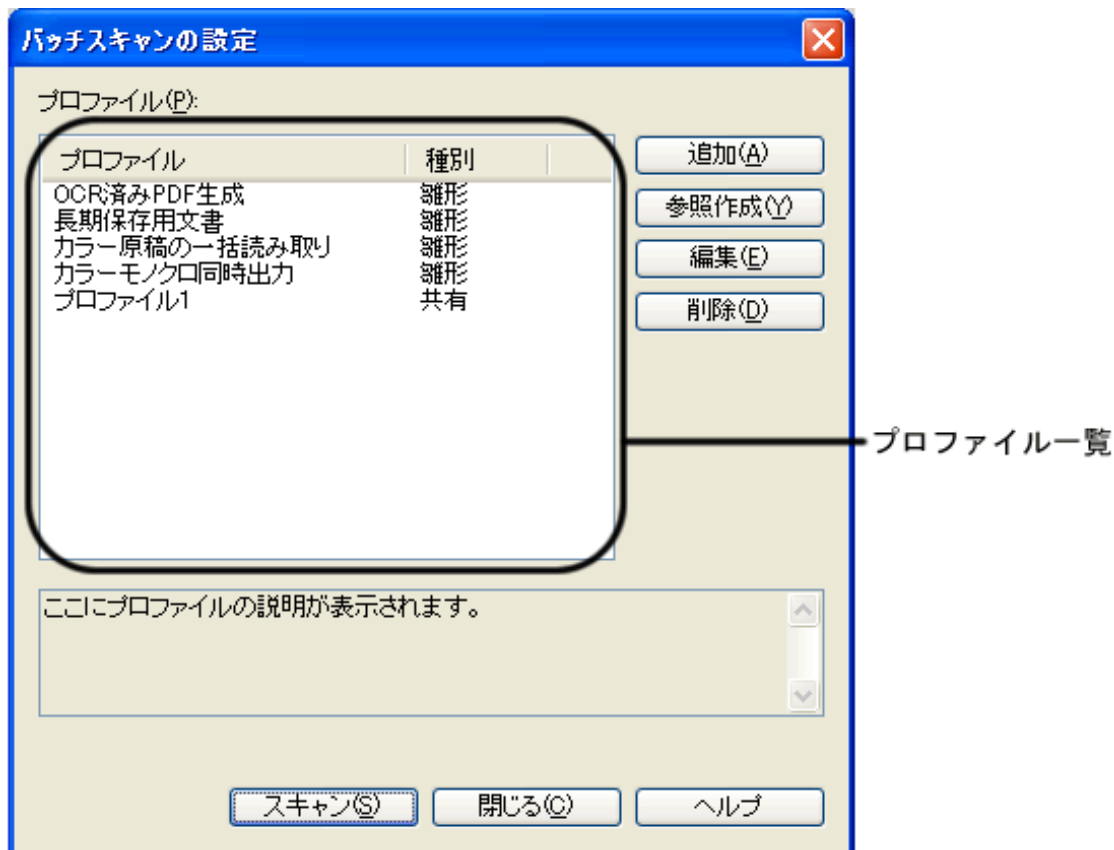 バッチスキャンの設定
プロファイル(P):
プロファイル 種別
OCR済みPDF生成 雛形
長期保存用文書 雛形
カラー原稿の一括読み取り 雛形
カラーモノクロ同時出力 雛形
プロファイル1 共有
追加(A)
参照作成(Y)
編集(E)
削除(D)
プロファイル一覧
ここにプロファイルの説明が表示されます。
スキャン(S) 閉じる(C) ヘルプ